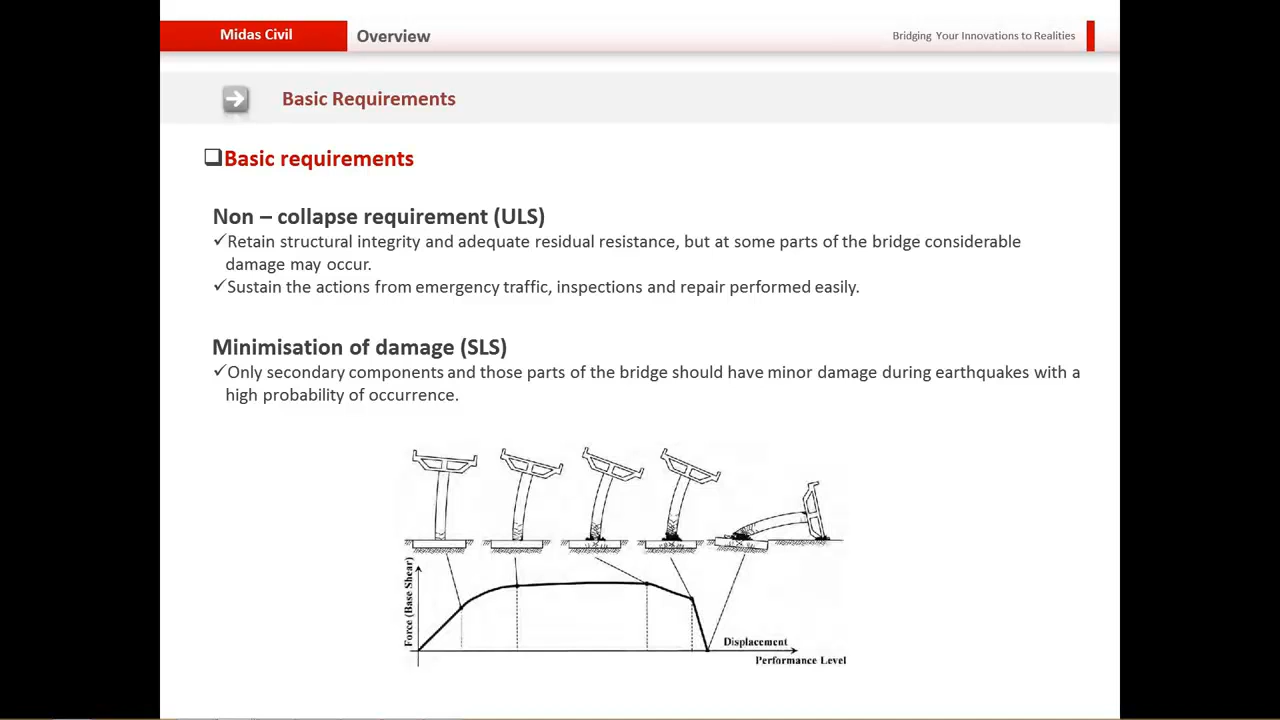 Midas Civil
Overview
Bridging Your Innovations to Realities
Basic Requirements
Basic requirements
Non – collapse requirement (ULS)
✓Retain structural integrity and adequate residual resistance, but at some parts of the bridge considerable
damage may occur.
✓Sustain the actions from emergency traffic, inspections and repair performed easily.
Minimisation of damage (SLS)
✓Only secondary components and those parts of the bridge should have minor damage during earthquakes with a
high probability of occurrence.
Force (Base Shear)
Displacement
Performance Level